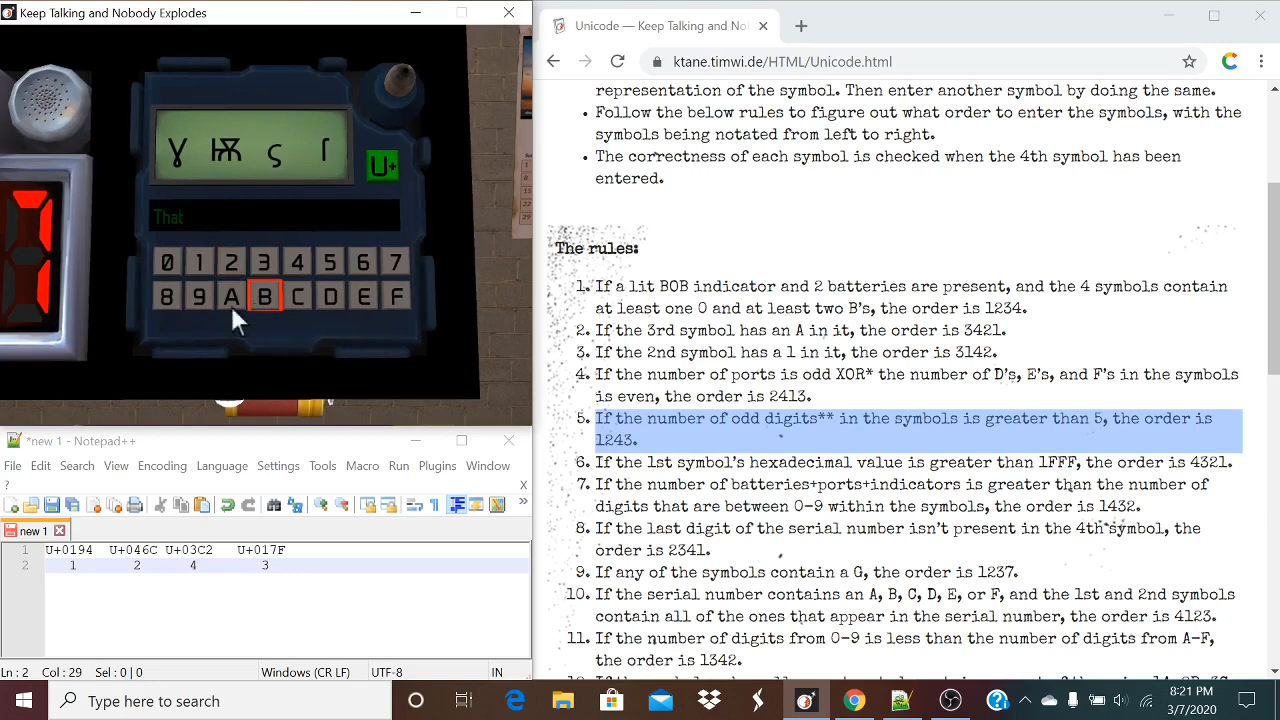 Keep Talking and Nobody Explodes
Ɣ Ѭ ς ſ
U+
That
0 1 2 3 4 5 6 7
8 9 A B C D E F
*new 1 - Notepad++
File Edit Search View Encoding Language Settings Tools Macro Run Plugins Window
? X
new 1
1 U+0194 U+046C U+03C2 U+017F
2 1 2 4 3
Ln : 2 Col : 29 Sel : 0 | 0 Windows (CR LF) UTF-8 IN
Unicode — Keep Talking and No
ktane.timwi.de/HTML/Unicode.html
representation of the symbol. Then enter another symbol by doing the same.
• Follow the below rules to figure out what order to enter the symbols, with the
symbols being notated from left to right.
• The correctness of each symbol is checked when the 4th symbol has been
entered.
The rules:
1. If a lit BOB indicator and 2 batteries are present, and the 4 symbols contain
at least one 0 and at least two B's, the order is 1234.
2. If the 3rd symbol has an A in it, the order is 3421.
3. If the 2nd symbol has a 1 in it, the order is 3142.
4. If the number of ports is odd XOR* the number of D's, E's, and F's in the symbols
is even, the order is 2413.
5. If the number of odd digits** in the symbols is greater than 5, the order is
1243.
6. If the 1st symbol's hexadecimal value is greater than 1FFF, the order is 4321.
7. If the number of batteries+ports+indicators is greater than the number of
digits that are between 0-9 within the symbols, the order is 1432.
8. If the last digit of the serial number isn't present in the 4th symbol, the
order is 2341.
9. If any of the symbols contain a G, the order is 1237.
10. If the serial number contains an A, B, C, D, E, or F, and the 1st and 2nd symbols
contain all of the ones that appear in the serial number, the order is 4123.
11. If the number of digits from 0-9 is less than the number of digits from A-F,
the order is 1342.
Type here to search
8:21 PM
3/7/2020